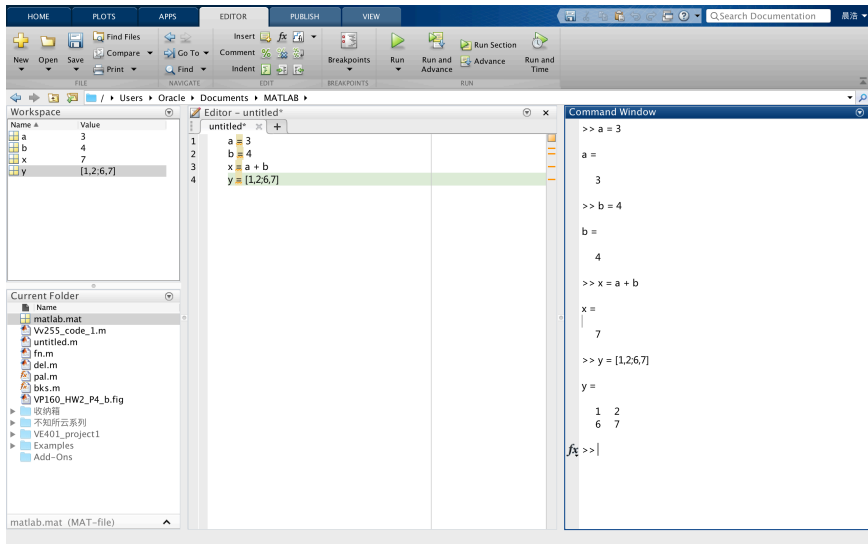 HOME PLOTS APPS EDITOR PUBLISH VIEW Search Documentation 晨浩
New Open Save Find Files Compare Print
Go To Find
Insert fx
Comment
Indent
Breakpoints
Run Run and Advance Run Section Advance Run and Time
FILE NAVIGATE EDIT BREAKPOINTS RUN
/ Users Oracle Documents MATLAB
Workspace
Name Value
a 3
b 4
x 7
y [1,2;6,7]
Current Folder
Name
matlab.mat
Vv255_code_1.m
untitled.m
fn.m
del.m
pal.m
bks.m
VP160_HW2_P4_b.fig
收纳箱
不知所云系列
VE401_project1
Examples
Add-Ons
matlab.mat (MAT-file)
Editor – untitled*
untitled*
1 a = 3
2 b = 4
3 x = a + b
4 y = [1,2;6,7]
Command Window
>> a = 3
a =
3
>> b = 4
b =
4
>> x = a + b
x =
7
>> y = [1,2;6,7]
y =
1 2
6 7
fx >>